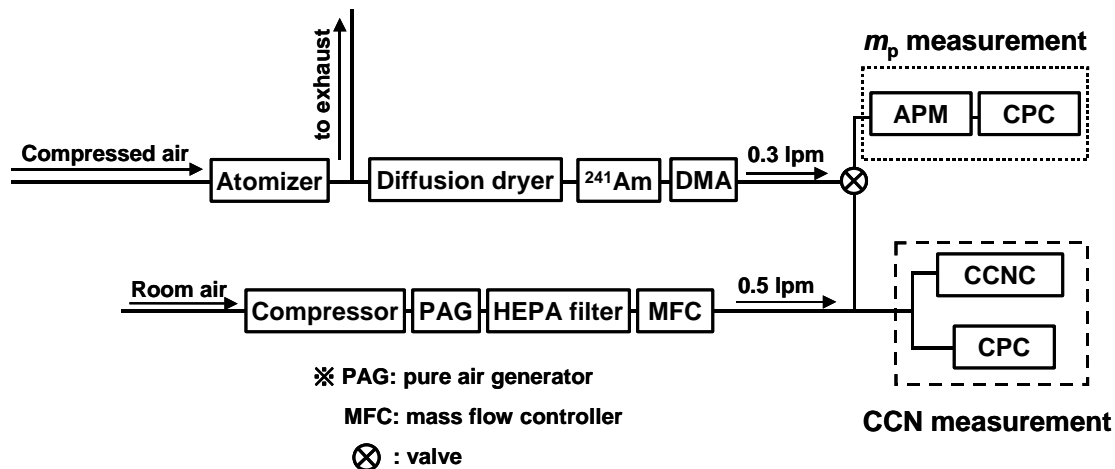 m_p measurement
to exhaust
APM
CPC
Compressed air
0.3 lpm
Atomizer
Diffusion dryer
²⁴¹Am
DMA
Room air
0.5 lpm
CCNC
Compressor
PAG
HEPA filter
MFC
CPC
※ PAG: pure air generator
MFC: mass flow controller
CCN measurement
⊗ : valve